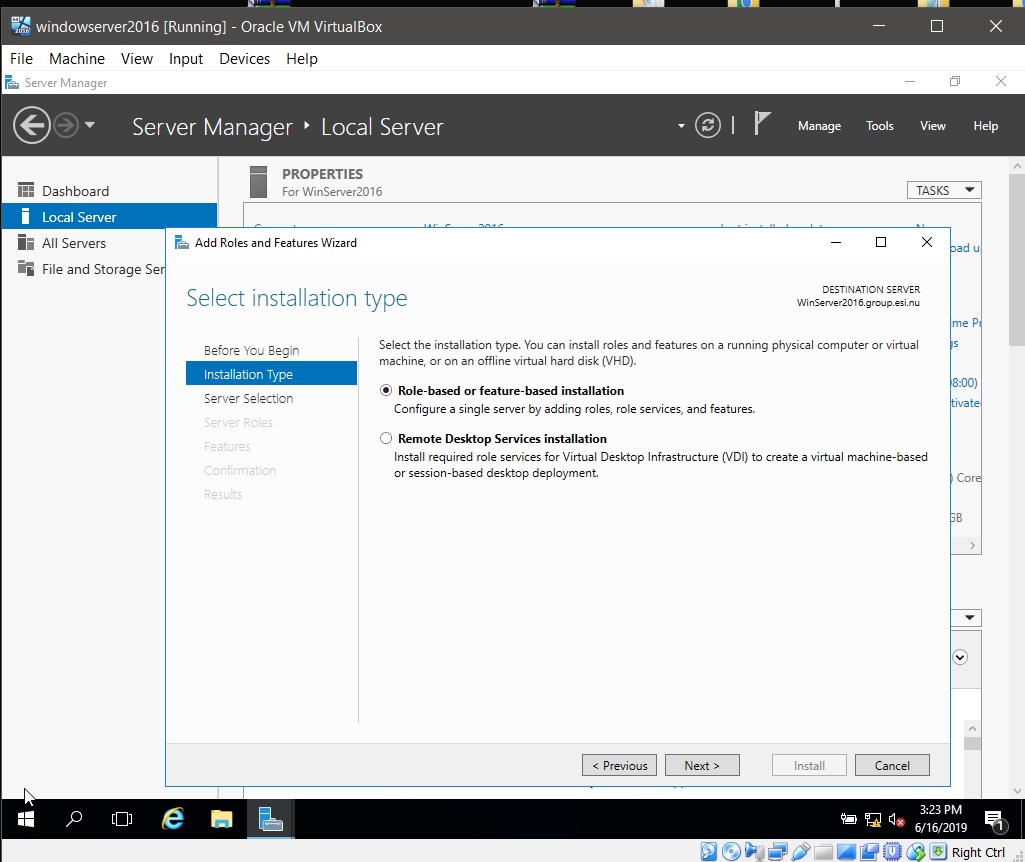 windowserver2016 [Running] - Oracle VM VirtualBox
File Machine View Input Devices Help
Server Manager
Server Manager Local Server
Manage Tools View Help
Dashboard
Local Server
All Servers
File and Storage Ser
PROPERTIES
For WinServer2016
TASKS
Add Roles and Features Wizard
Select installation type
DESTINATION SERVER
WinServer2016.group.esi.nu
Before You Begin
Installation Type
Server Selection
Server Roles
Features
Confirmation
Results
Select the installation type. You can install roles and features on a running physical computer or virtual
machine, or on an offline virtual hard disk (VHD).
Role-based or feature-based installation
Configure a single server by adding roles, role services, and features.
Remote Desktop Services installation
Install required role services for Virtual Desktop Infrastructure (VDI) to create a virtual machine-based
or session-based desktop deployment.
< Previous Next > Install Cancel
3:23 PM
6/16/2019
1
Right Ctrl